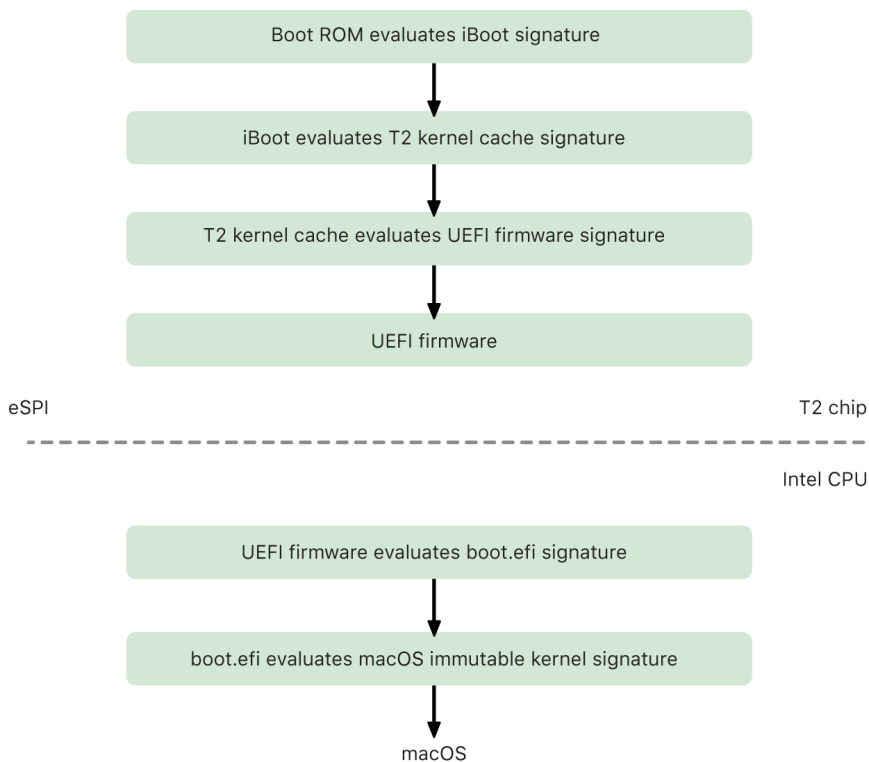 Boot ROM evaluates iBoot signature
iBoot evaluates T2 kernel cache signature
T2 kernel cache evaluates UEFI firmware signature
UEFI firmware
eSPI
T2 chip
Intel CPU
UEFI firmware evaluates boot.efi signature
boot.efi evaluates macOS immutable kernel signature
macOS